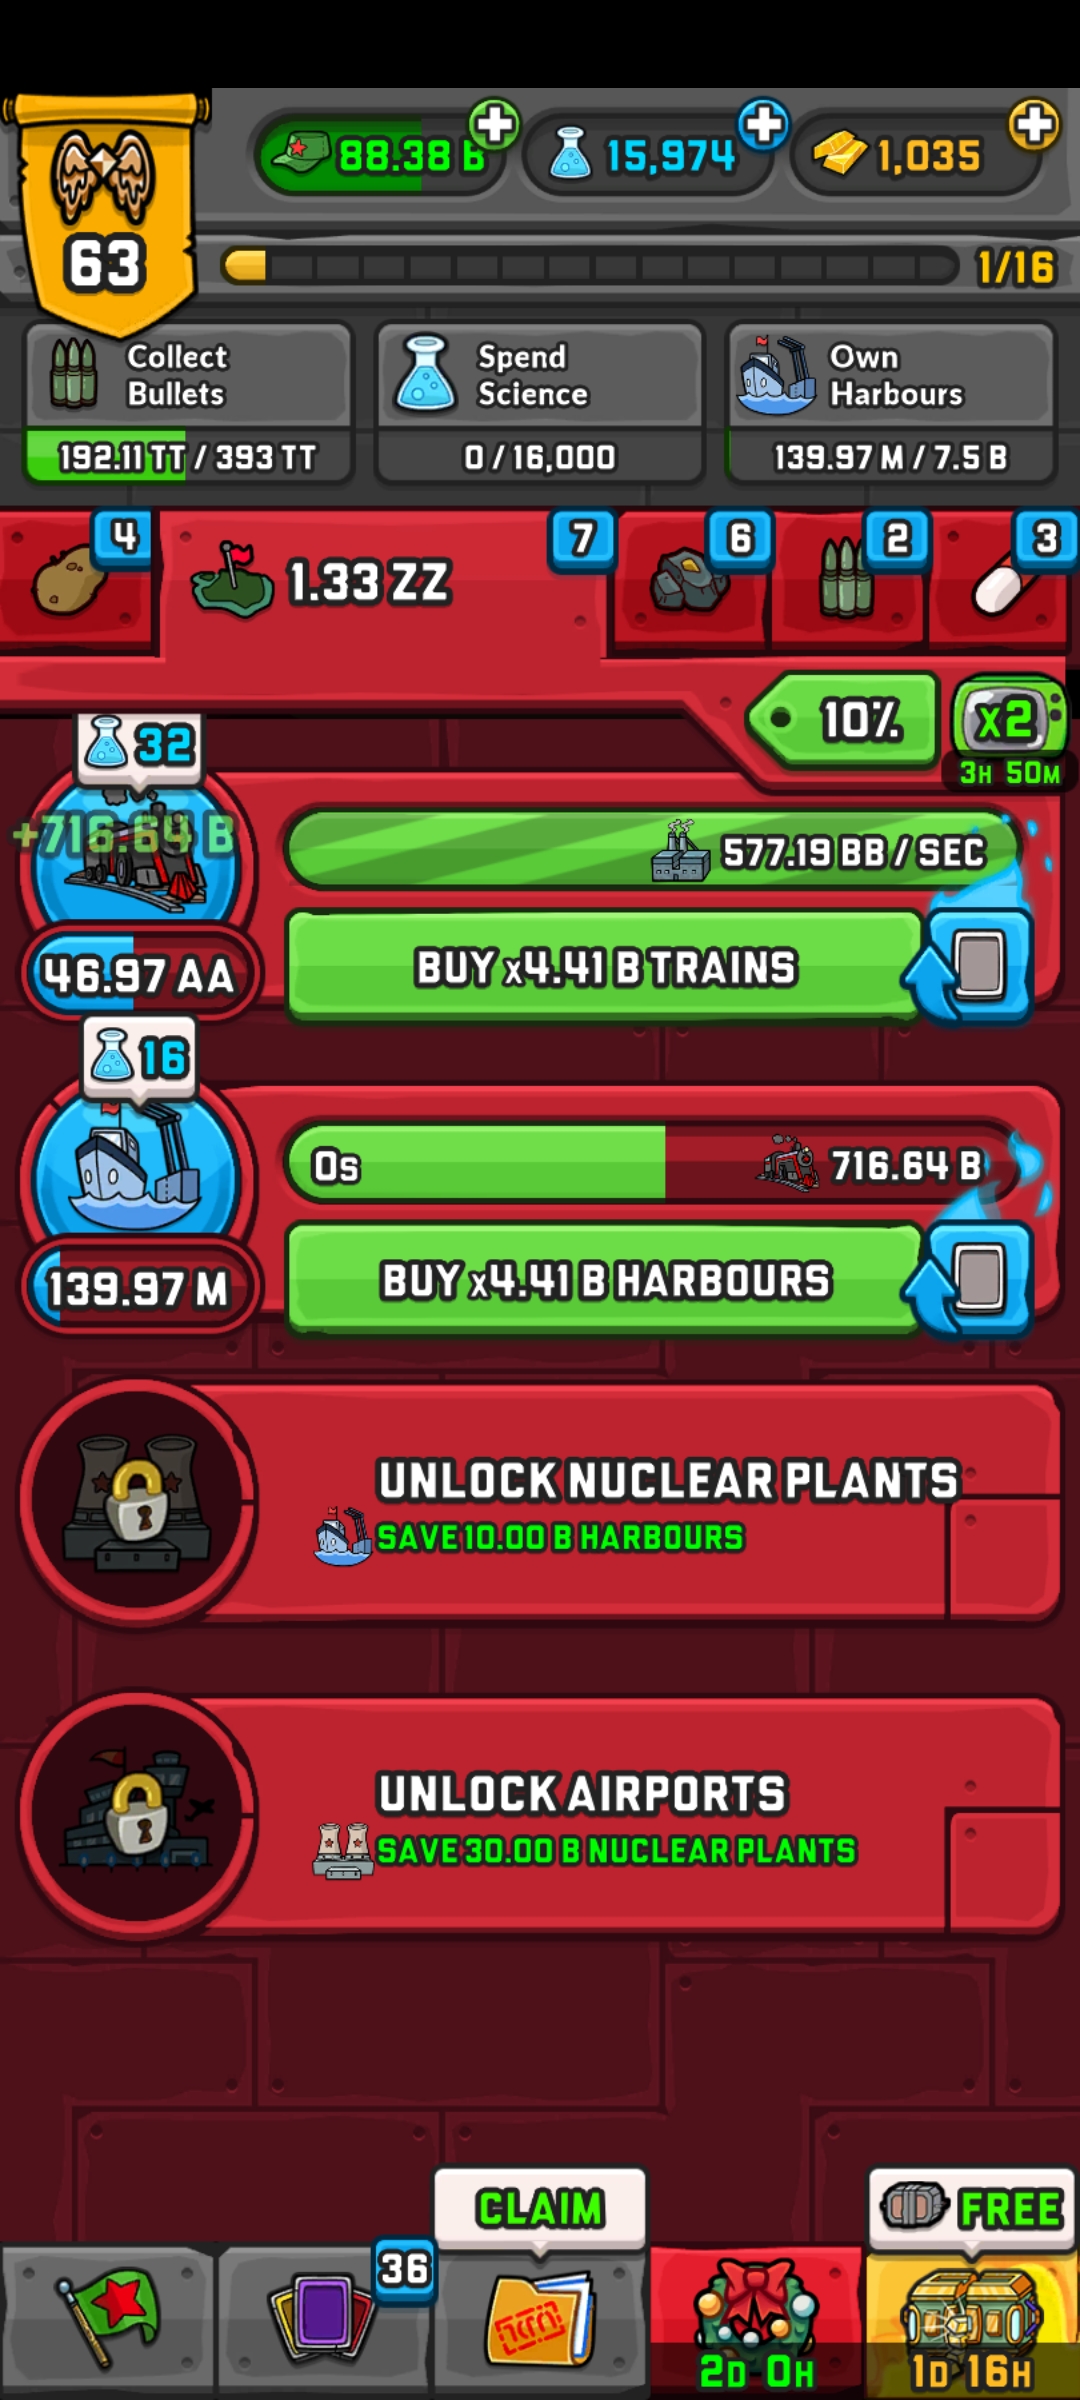 63
88.38 B
15,974
1,035
1/16
Collect
Bullets
192.11 TT / 393 TT
Spend
Science
0 / 16,000
Own
Harbours
139.97 M / 7.5 B
4
1.33 ZZ
7
6
2
3
10%
x2
3H 50M
32
+716.64 B
577.19 BB / SEC
46.97 AA
BUY x4.41 B TRAINS
16
0s
716.64 B
139.97 M
BUY x4.41 B HARBOURS
UNLOCK NUCLEAR PLANTS
SAVE 10.00 B HARBOURS
UNLOCK AIRPORTS
SAVE 30.00 B NUCLEAR PLANTS
CLAIM
FREE
36
2D 0H
1D 16H